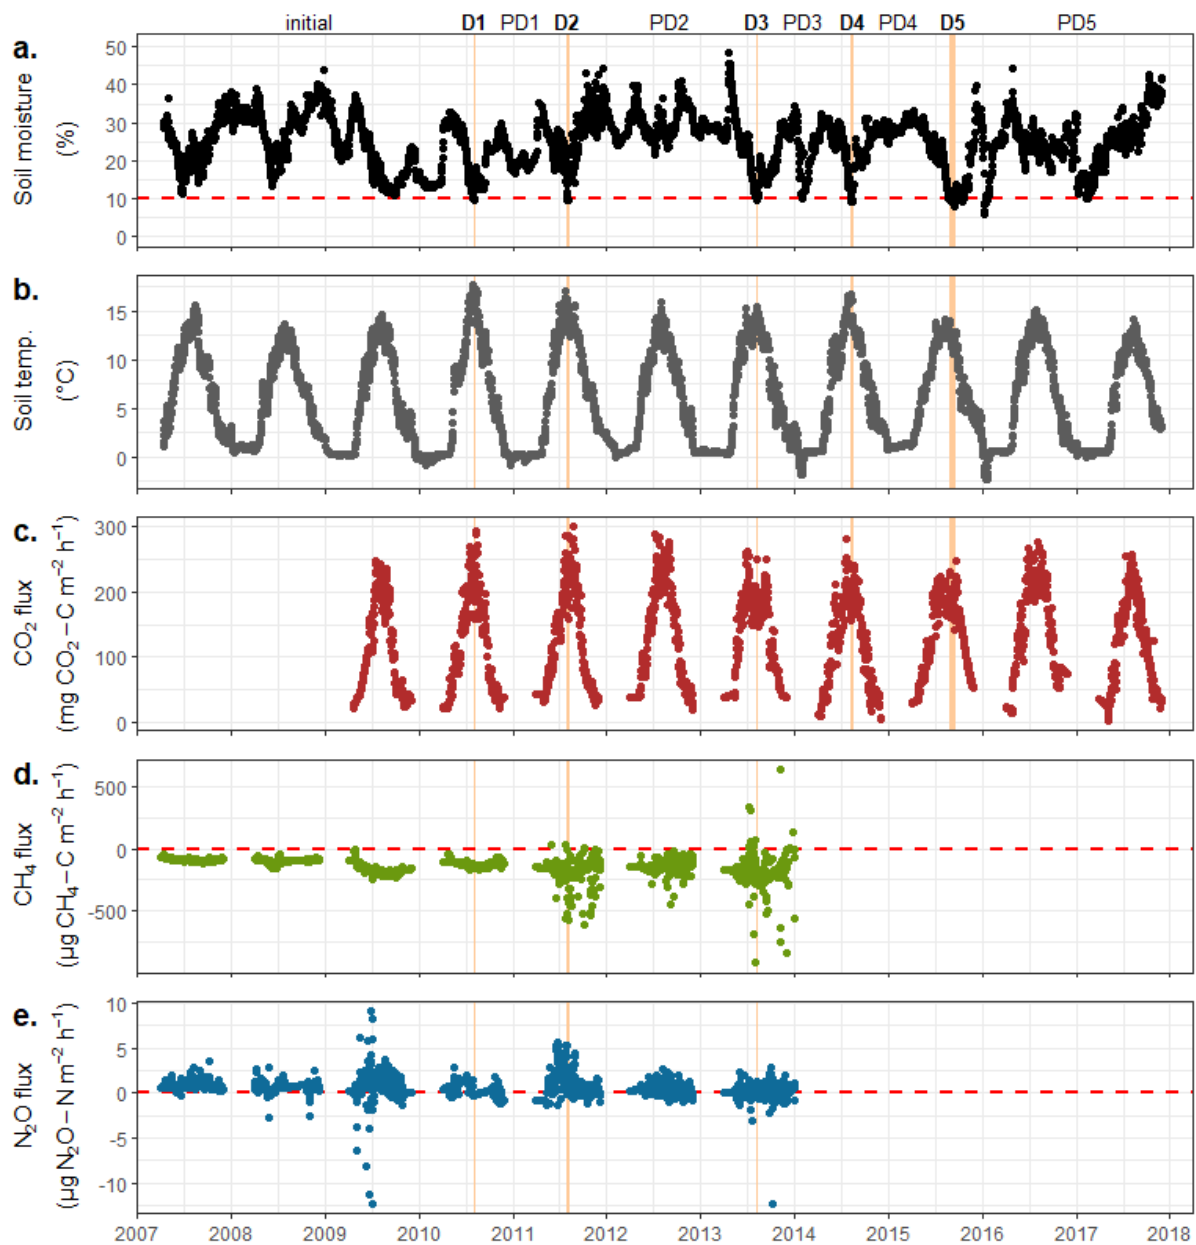 initial D1 PD1 D2 PD2 D3 PD3 D4 PD4 D5 PD5
a.
Soil moisture
(%)
50
40
30
20
10
0
b.
Soil temp.
(°C)
15
10
5
0
c.
CO₂ flux
(mg CO₂ – C m⁻² h⁻¹)
300
200
100
0
d.
CH₄ flux
(µg CH₄ – C m⁻² h⁻¹)
500
0
-500
e.
N₂O flux
(µg N₂O – N m⁻² h⁻¹)
10
5
0
-5
-10
2007 2008 2009 2010 2011 2012 2013 2014 2015 2016 2017 2018